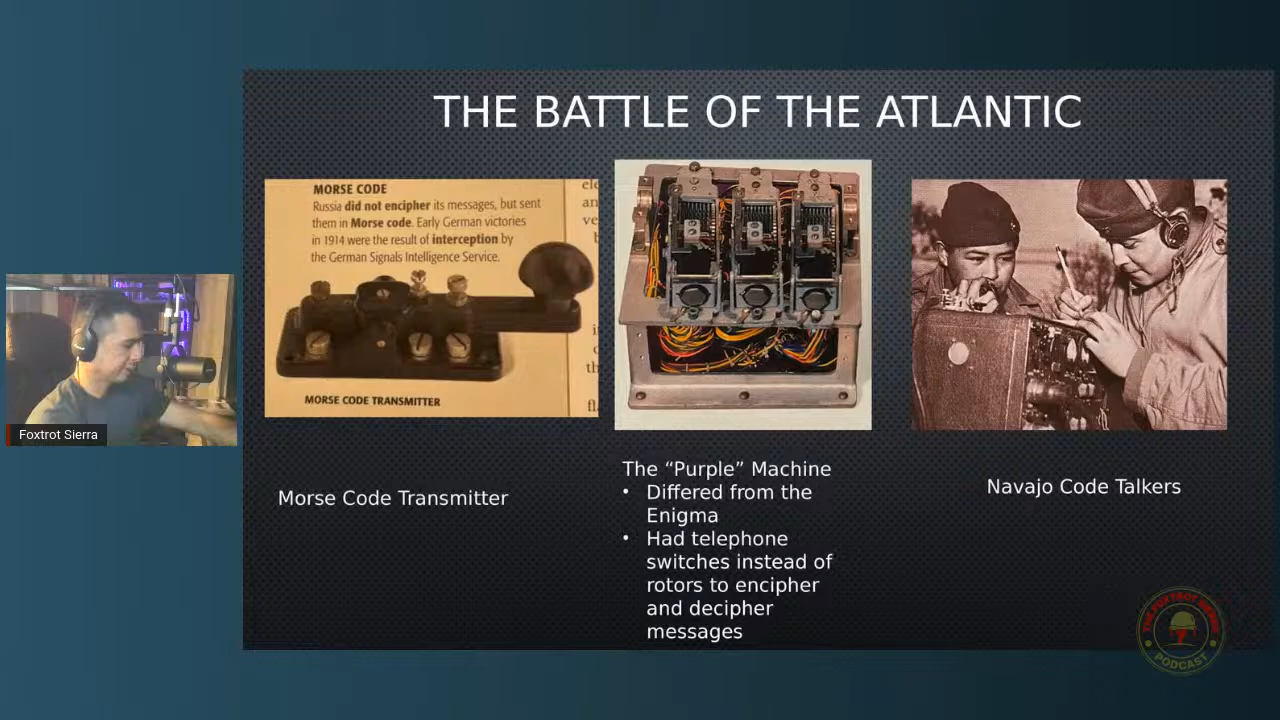 THE BATTLE OF THE ATLANTIC
MORSE CODE
Russia did not encipher its messages, but sent
them in Morse code. Early German victories
in 1914 were the result of interception by
the German Signals Intelligence Service.
MORSE CODE TRANSMITTER
Foxtrot Sierra
Morse Code Transmitter
The “Purple” Machine
• Differed from the
Enigma
• Had telephone
switches instead of
rotors to encipher
and decipher
messages
Navajo Code Talkers
THE FOXTROT SIERRA
PODCAST